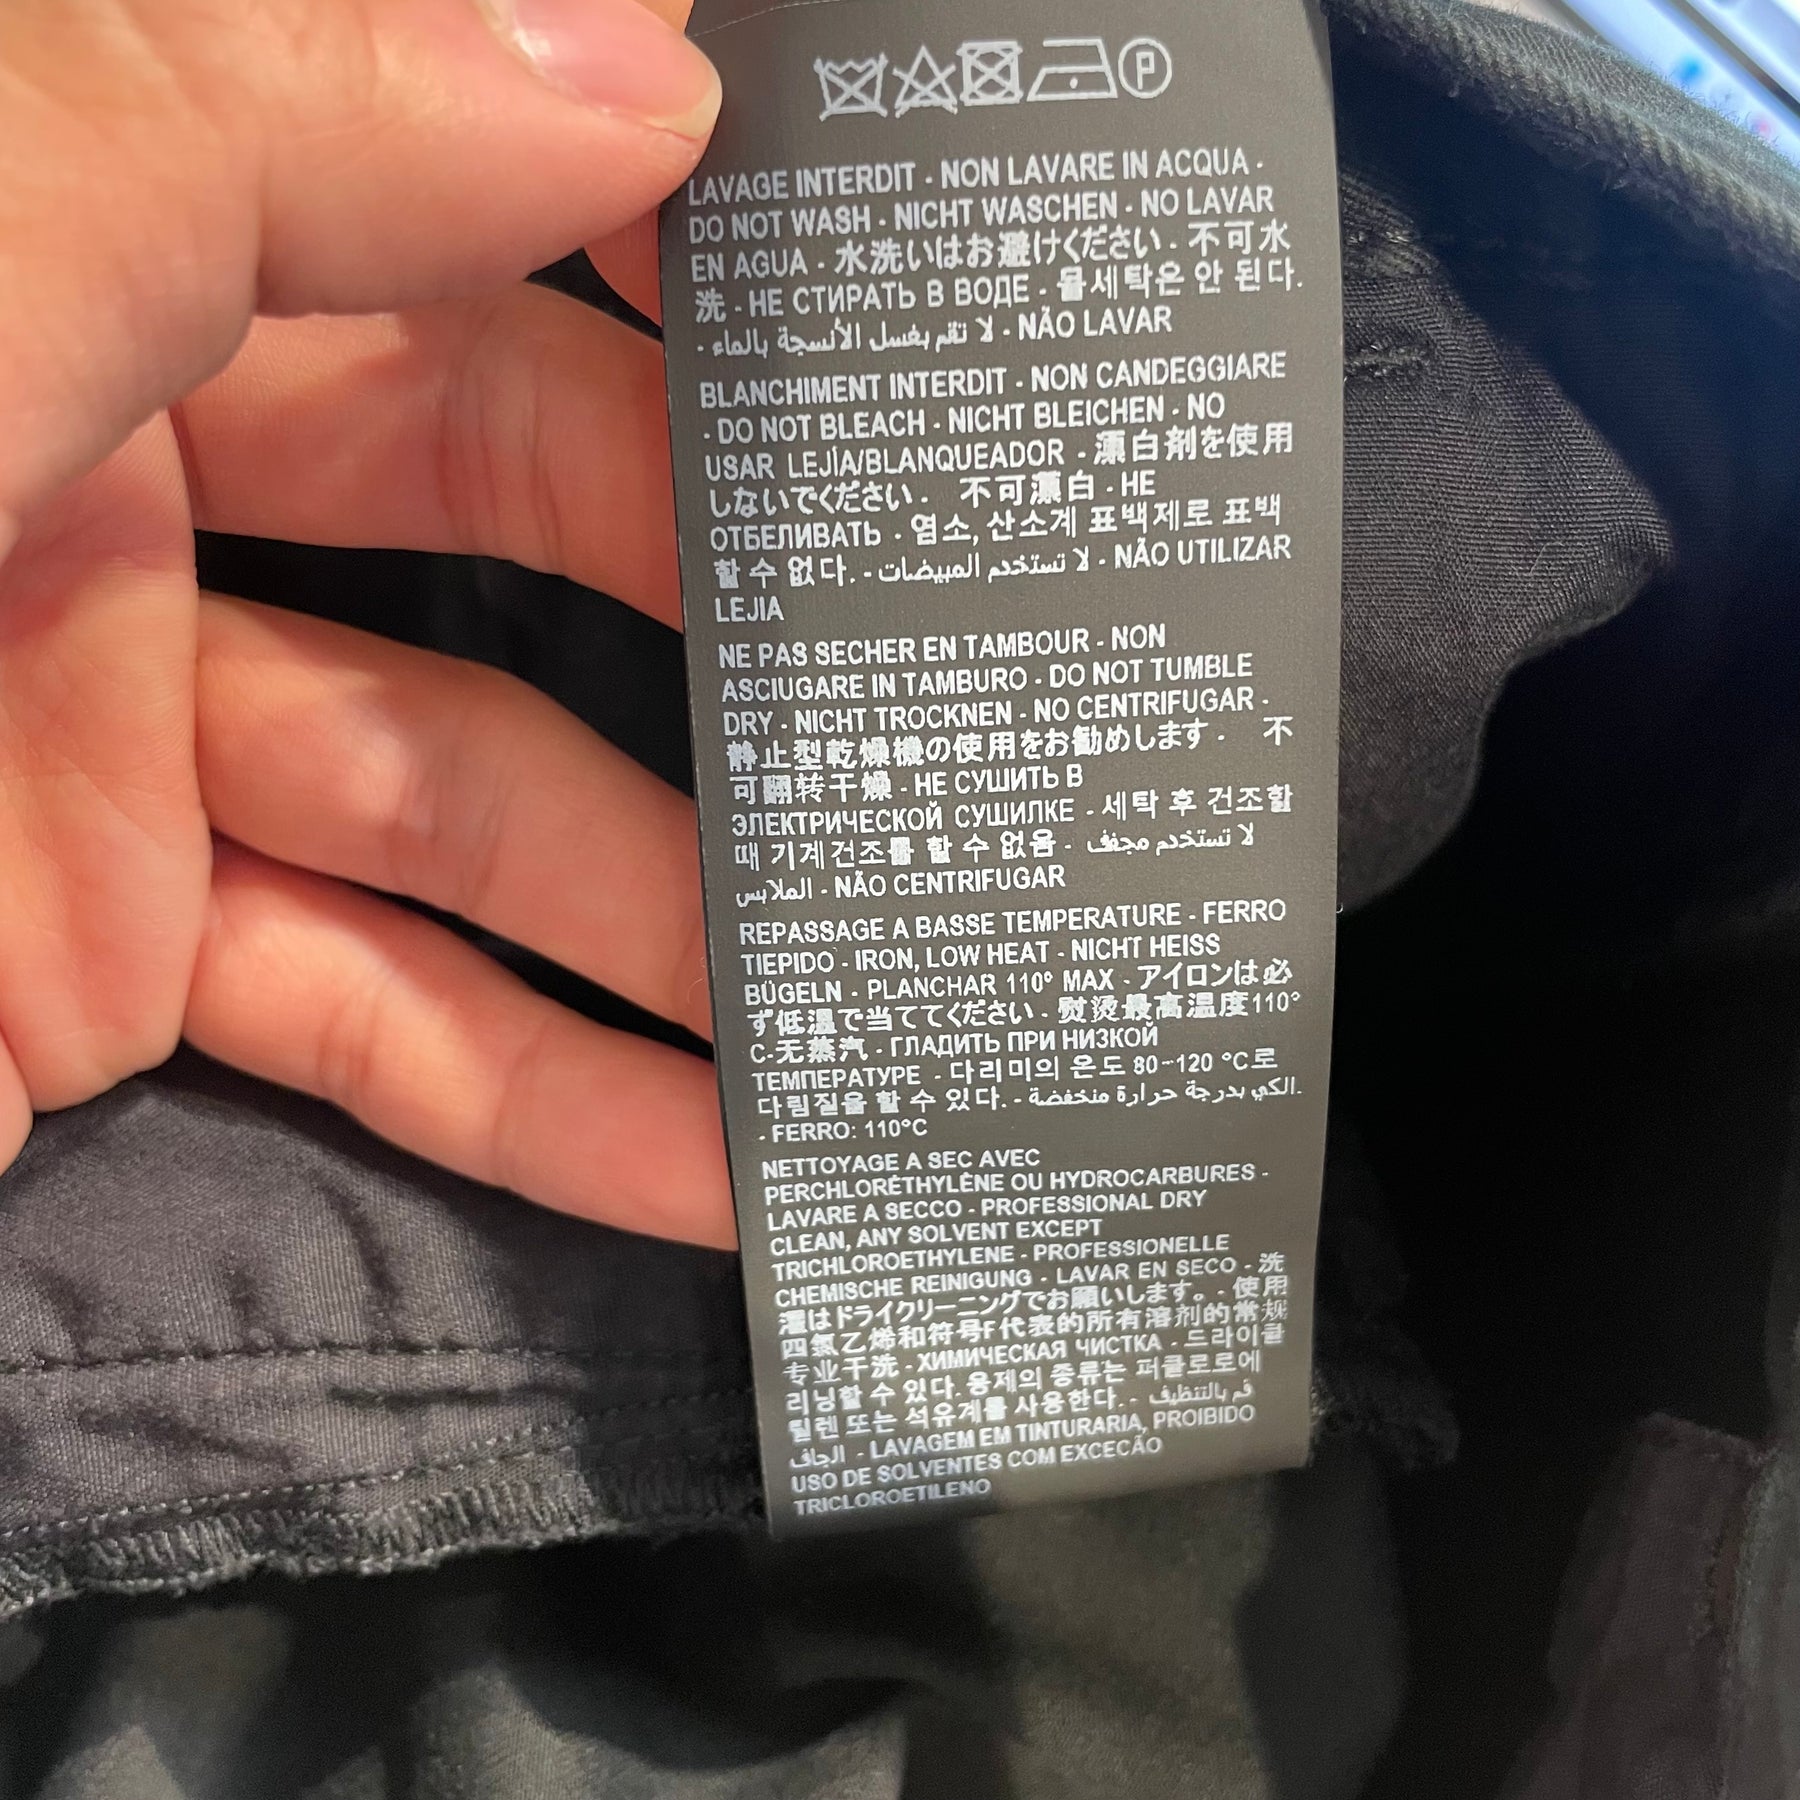 P
LAVAGE INTERDIT - NON LAVARE IN ACQUA -
DO NOT WASH - NICHT WASCHEN - NO LAVAR
EN AGUA - 水洗いはお避けください - 不可水
洗 - НЕ СТИРАТЬ В ВОДЕ - 물세탁은 안 된다.
- لا تقم بغسل الأنسجة بالماء - NÃO LAVAR
BLANCHIMENT INTERDIT - NON CANDEGGIARE
- DO NOT BLEACH - NICHT BLEICHEN - NO
USAR LEJÍA/BLANQUEADOR - 漂白剤を使用
しないでください - 不可漂白 - НЕ
ОТБЕЛИВАТЬ - 염소, 산소계 표백제로 표백
할 수 없다. - لا تستخدم المبيضات - NÃO UTILIZAR
LEJIA
NE PAS SECHER EN TAMBOUR - NON
ASCIUGARE IN TAMBURO - DO NOT TUMBLE
DRY - NICHT TROCKNEN - NO CENTRIFUGAR -
静止型乾燥機の使用をお勧めします - 不
可翻转干燥 - НЕ СУШИТЬ В
ЭЛЕКТРИЧЕСКОЙ СУШИЛКЕ - 세탁 후 건조할
때 기계건조를 할 수 없음 - لا تستخدم مجفف
الملابس - NÃO CENTRIFUGAR
REPASSAGE A BASSE TEMPERATURE - FERRO
TIEPIDO - IRON, LOW HEAT - NICHT HEISS
BÜGELN - PLANCHAR 110° MAX - アイロンは必
ず低温で当ててください - 熨烫最高温度110°
C-无蒸汽 - ГЛАДИТЬ ПРИ НИЗКОЙ
ТЕМПЕРАТУРЕ - 다리미의 온도 80~120 °C로
다림질을 할 수 있다. - الكي بدرجة حرارة منخفضة.
- FERRO: 110°C
NETTOYAGE A SEC AVEC
PERCHLORÉTHYLÈNE OU HYDROCARBURES -
LAVARE A SECCO - PROFESSIONAL DRY
CLEAN, ANY SOLVENT EXCEPT
TRICHLOROETHYLENE - PROFESSIONELLE
CHEMISCHE REINIGUNG - LAVAR EN SECO - 洗
濯はドライクリーニングでお願いします。 - 使用
四氯乙烯和符号F代表的所有溶剂的常规
专业干洗 - ХИМИЧЕСКАЯ ЧИСТКА - 드라이클
리닝할 수 있다. 용제의 종류는 퍼클로로에
틸렌 또는 석유계를 사용한다. - قم بالتنظيف
الجاف - LAVAGEM EM TINTURARIA, PROIBIDO
USO DE SOLVENTES COM EXCECÃO
TRICLOROETILENO